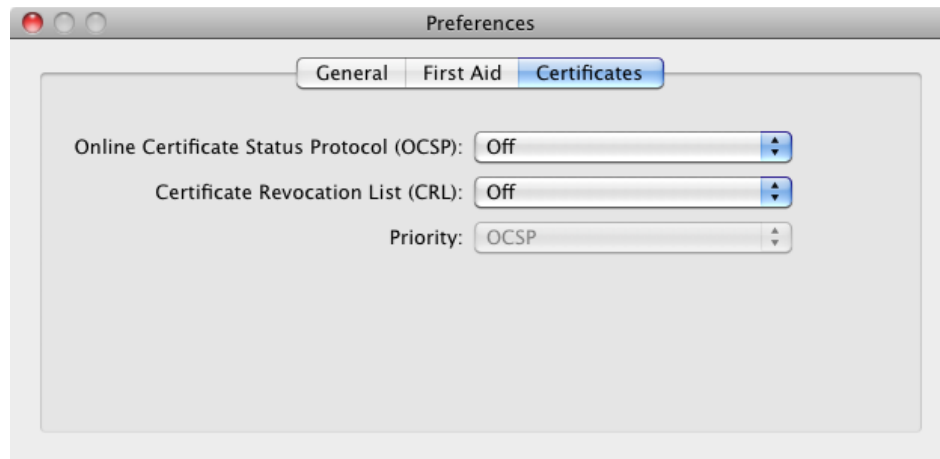 Preferences
General First Aid Certificates
Online Certificate Status Protocol (OCSP): Off
Certificate Revocation List (CRL): Off
Priority: OCSP